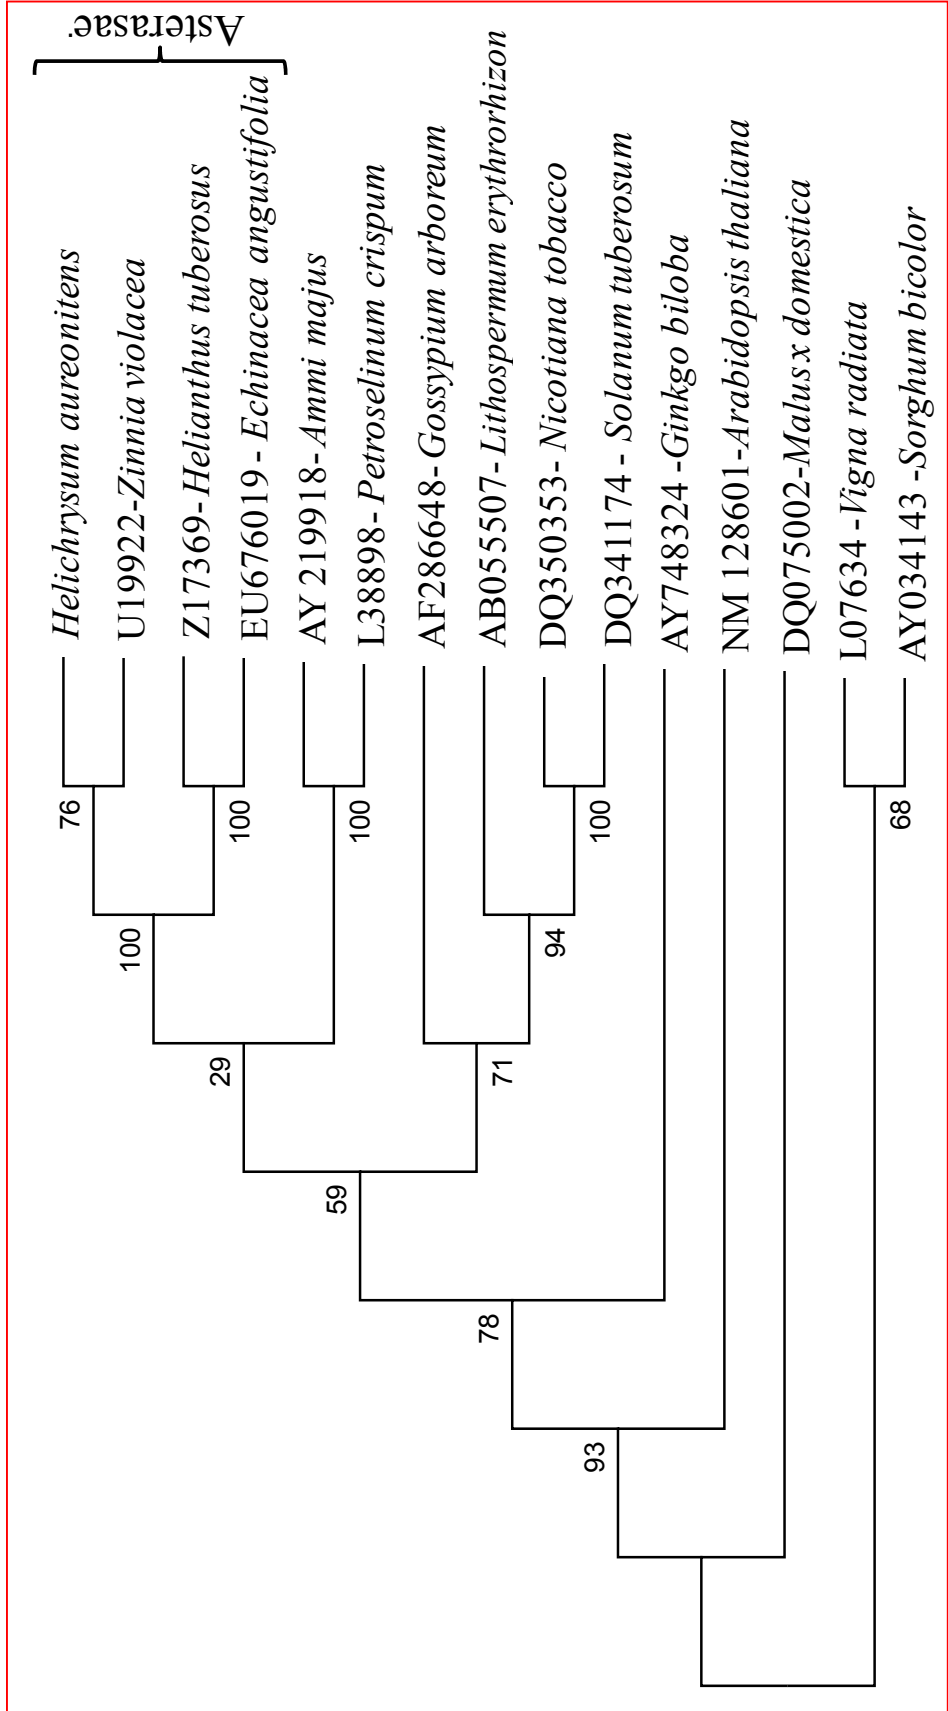 Asterasae
Helichrysum aureonitens
U19922-Zinnia violacea
Z17369-Helianthus tuberosus
EU676019 - Echinacea angustifolia
AY 219918- Ammi majus
L38898- Petroselinum crispum
AF286648- Gossypium arboreum
AB055507- Lithospermum erythrorhizon
DQ350353- Nicotiana tobacco
DQ341174 - Solanum tuberosum
AY748324 -Ginkgo biloba
NM 128601-Arabidopsis thaliana
DQ075002-Malus x domestica
L07634 -Vigna radiata
AY034143 -Sorghum bicolor
76
100
100
100
29
100
94
71
59
78
93
68